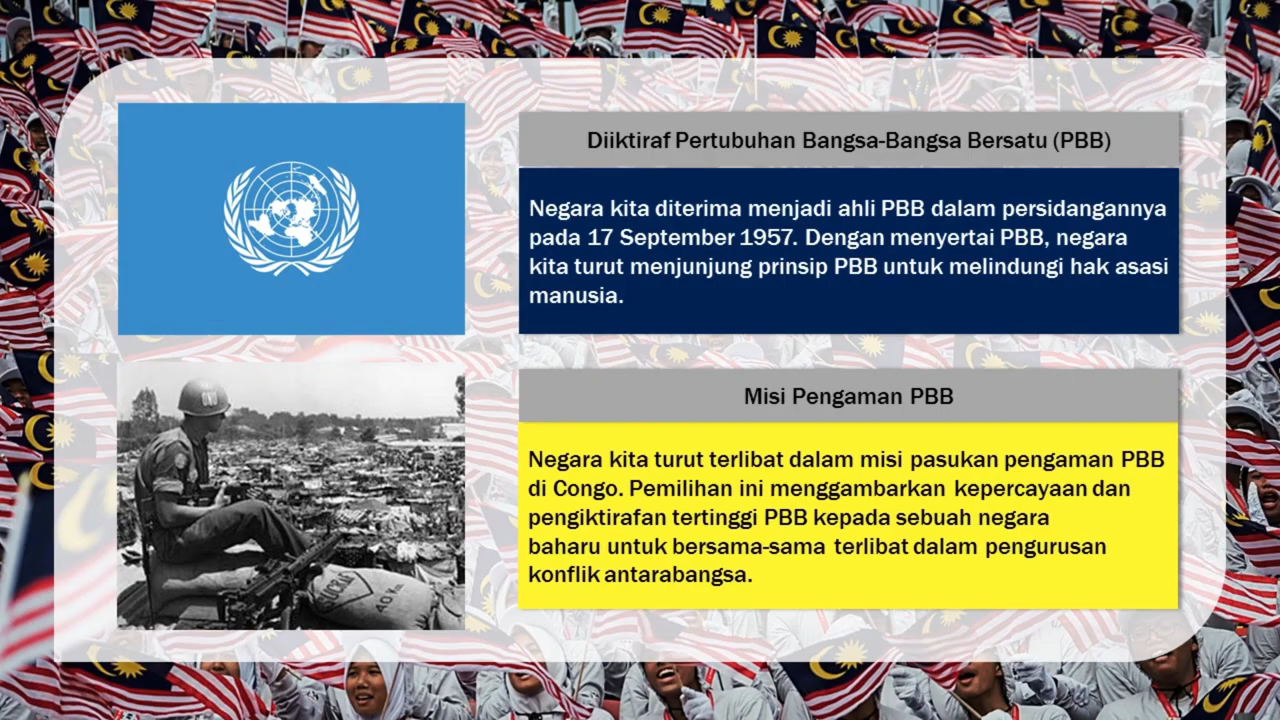 Diiktiraf Pertubuhan Bangsa-Bangsa Bersatu (PBB)
Negara kita diterima menjadi ahli PBB dalam persidangannya
pada 17 September 1957. Dengan menyertai PBB, negara
kita turut menjunjung prinsip PBB untuk melindungi hak asasi
manusia.
Misi Pengaman PBB
Negara kita turut terlibat dalam misi pasukan pengaman PBB
di Congo. Pemilihan ini menggambarkan kepercayaan dan
pengiktirafan tertinggi PBB kepada sebuah negara
baharu untuk bersama-sama terlibat dalam pengurusan
konflik antarabangsa.